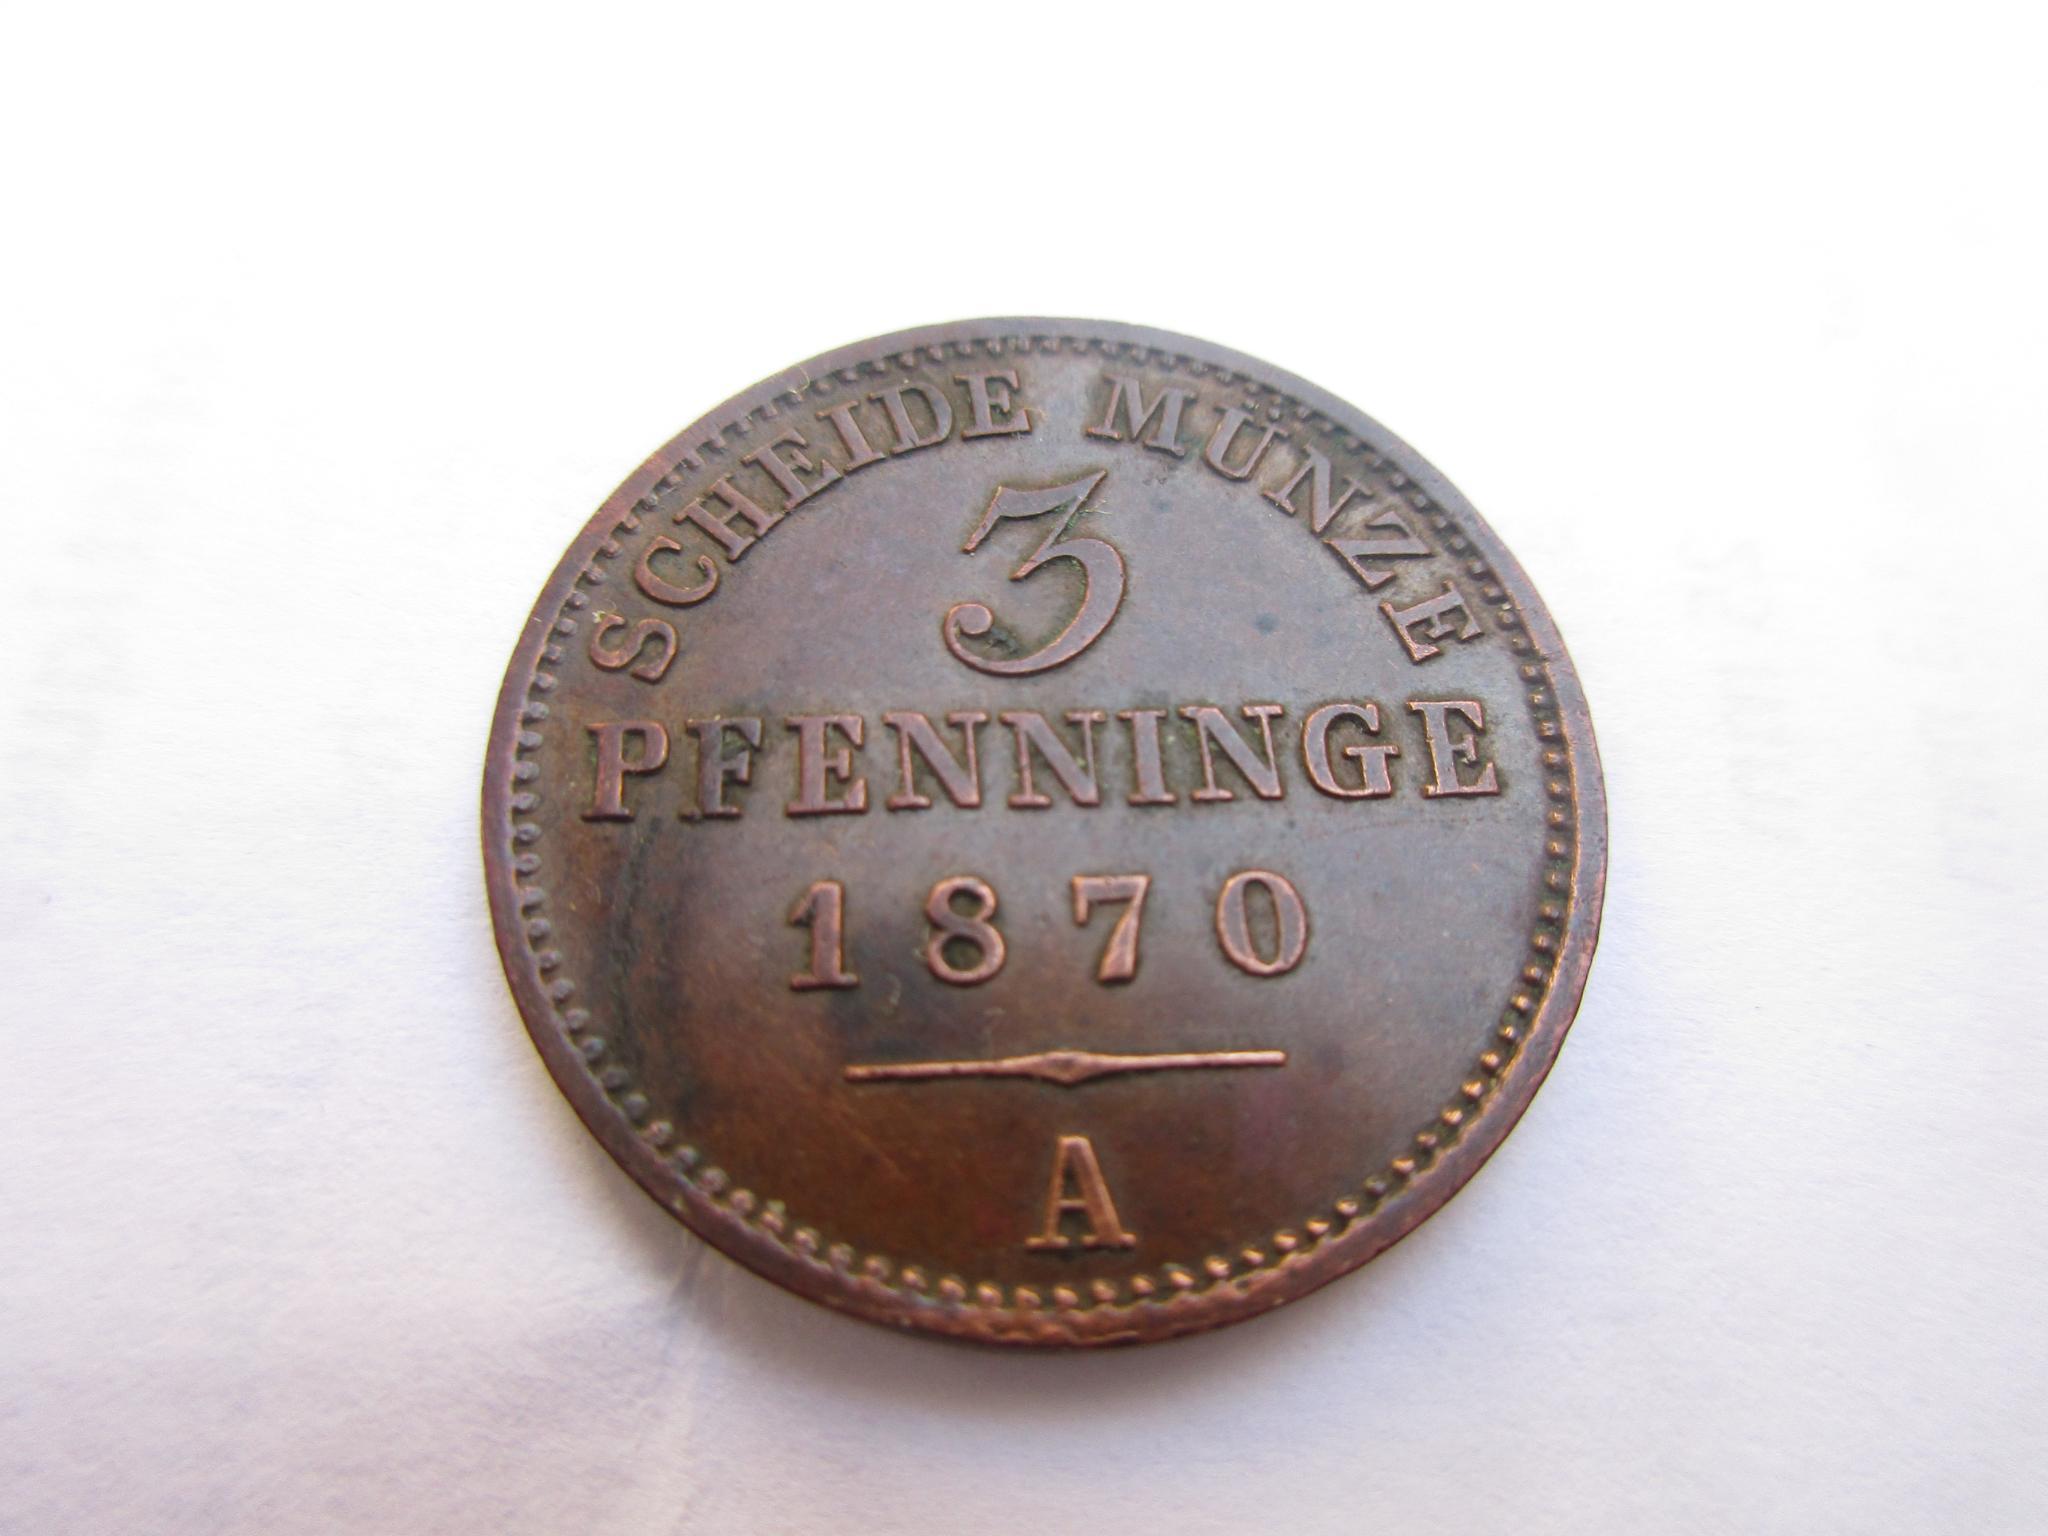 SCHEIDE MÜNZE
3
PFENNINGE
1870
A